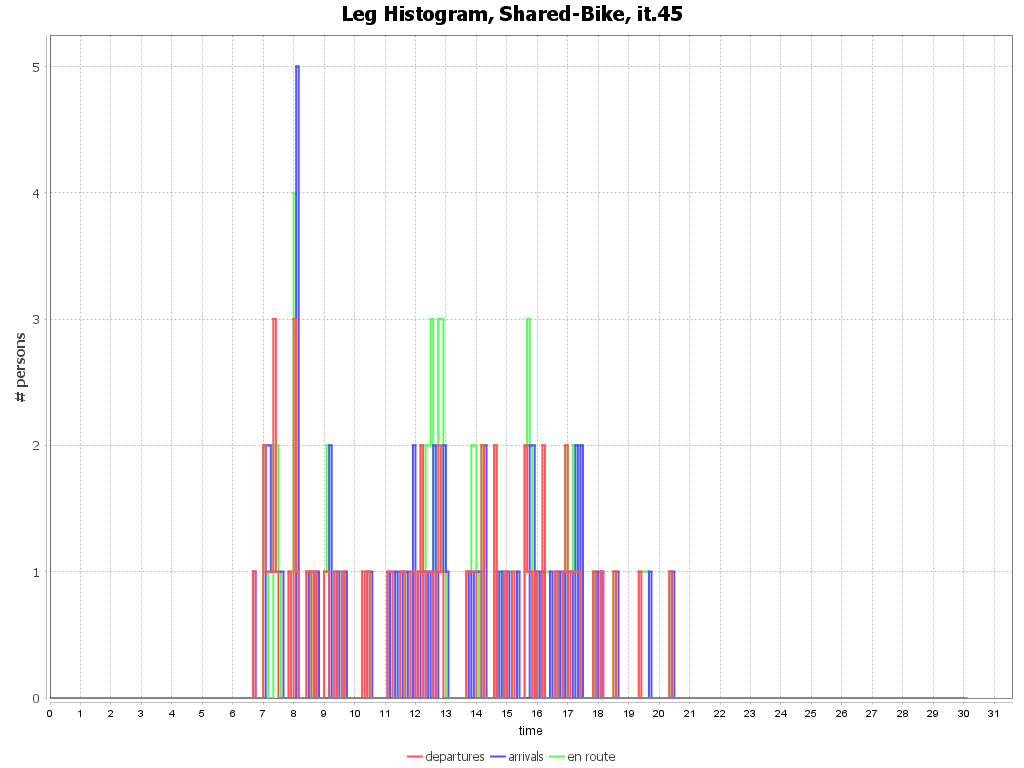 Leg Histogram, Shared-Bike, it.45
# persons
5
4
3
2
1
0
0 1 2 3 4 5 6 7 8 9 10 11 12 13 14 15 16 17 18 19 20 21 22 23 24 25 26 27 28 29 30 31
time
departures arrivals en route